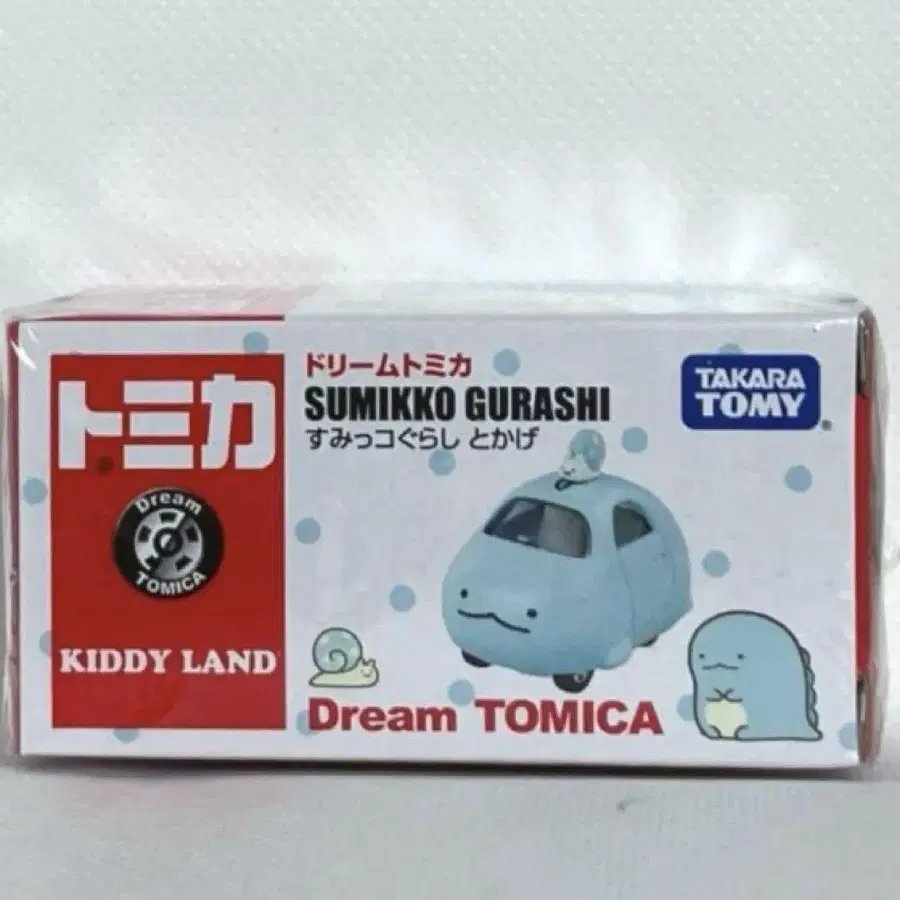 トミカ
Dream
TOMICA
KIDDY LAND
ドリームトミカ
SUMIKKO GURASHI
すみっコぐらし とかげ
TAKARA
TOMY
®
Dream TOMICA